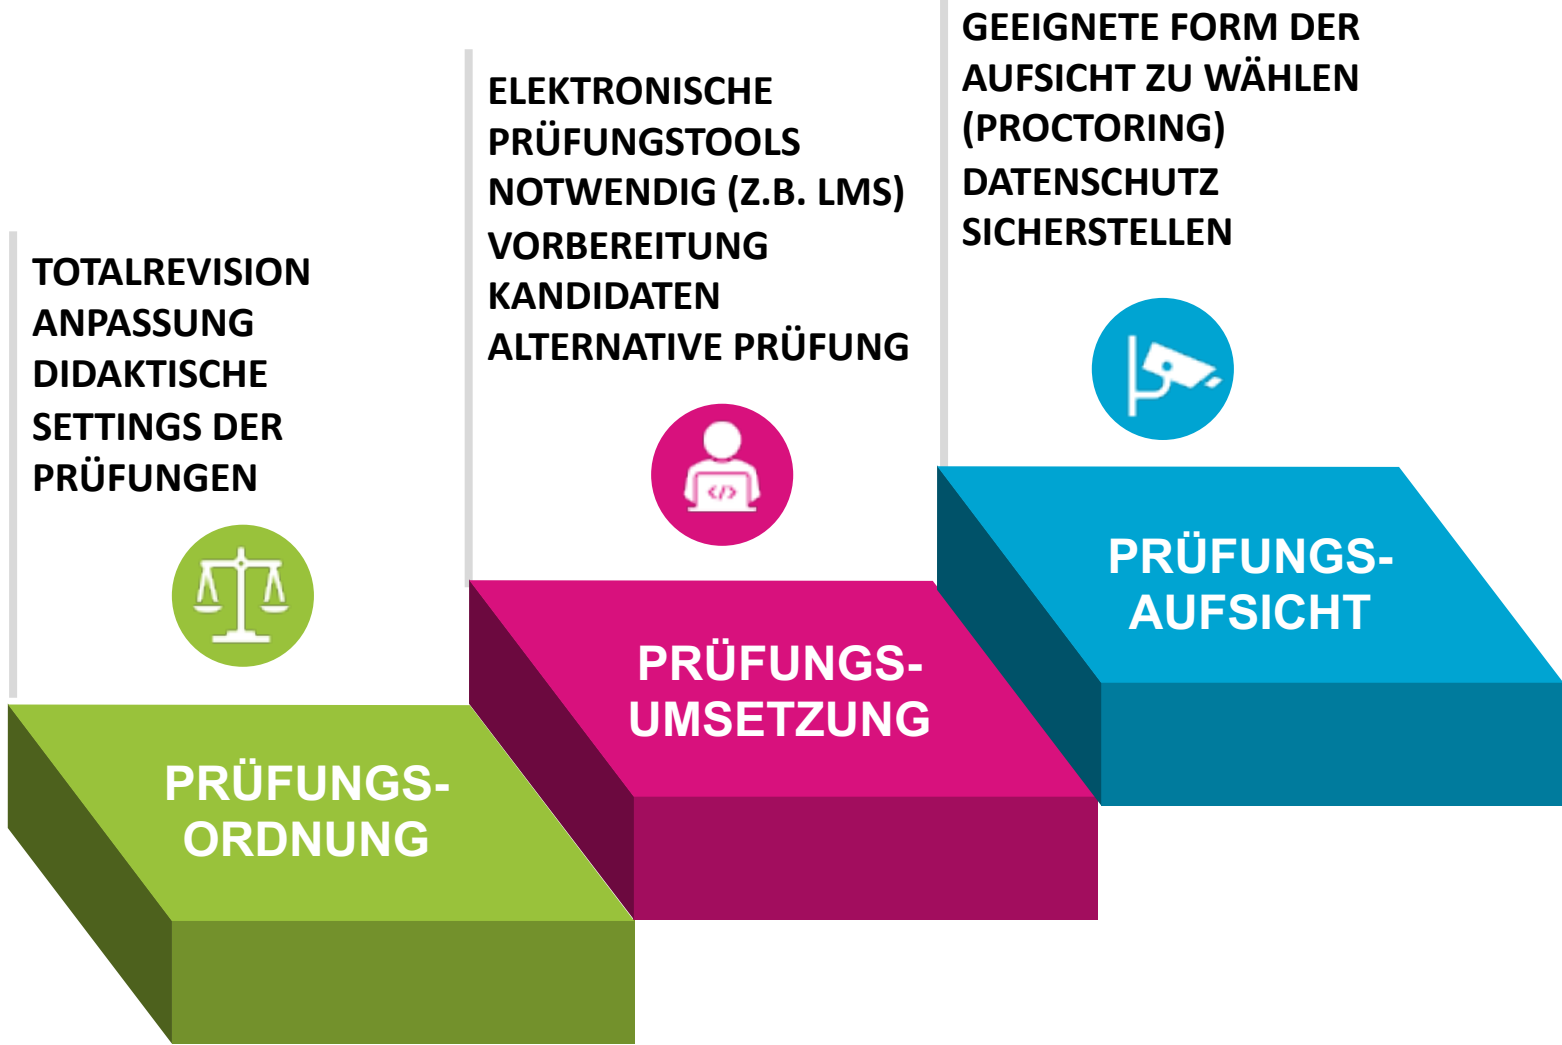 TOTALREVISION
ANPASSUNG
DIDAKTISCHE
SETTINGS DER
PRÜFUNGEN
PRÜFUNGS-
ORDNUNG
ELEKTRONISCHE
PRÜFUNGSTOOLS
NOTWENDIG (Z.B. LMS)
VORBEREITUNG
KANDIDATEN
ALTERNATIVE PRÜFUNG
</>
PRÜFUNGS-
UMSETZUNG
GEEIGNETE FORM DER
AUFSICHT ZU WÄHLEN
(PROCTORING)
DATENSCHUTZ
SICHERSTELLEN
PRÜFUNGS-
AUFSICHT